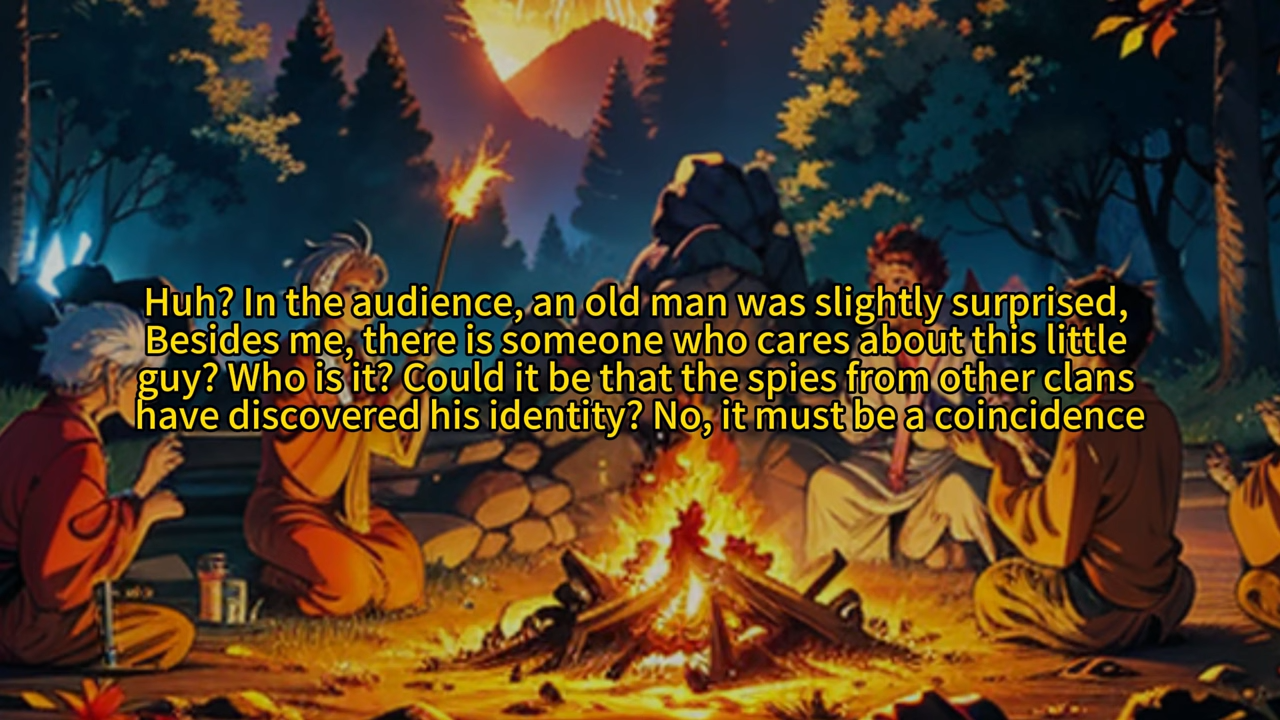 Huh? In the audience, an old man was slightly surprised,
Besides me, there is someone who cares about this little
guy? Who is it? Could it be that the spies from other clans
have discovered his identity? No, it must be a coincidence